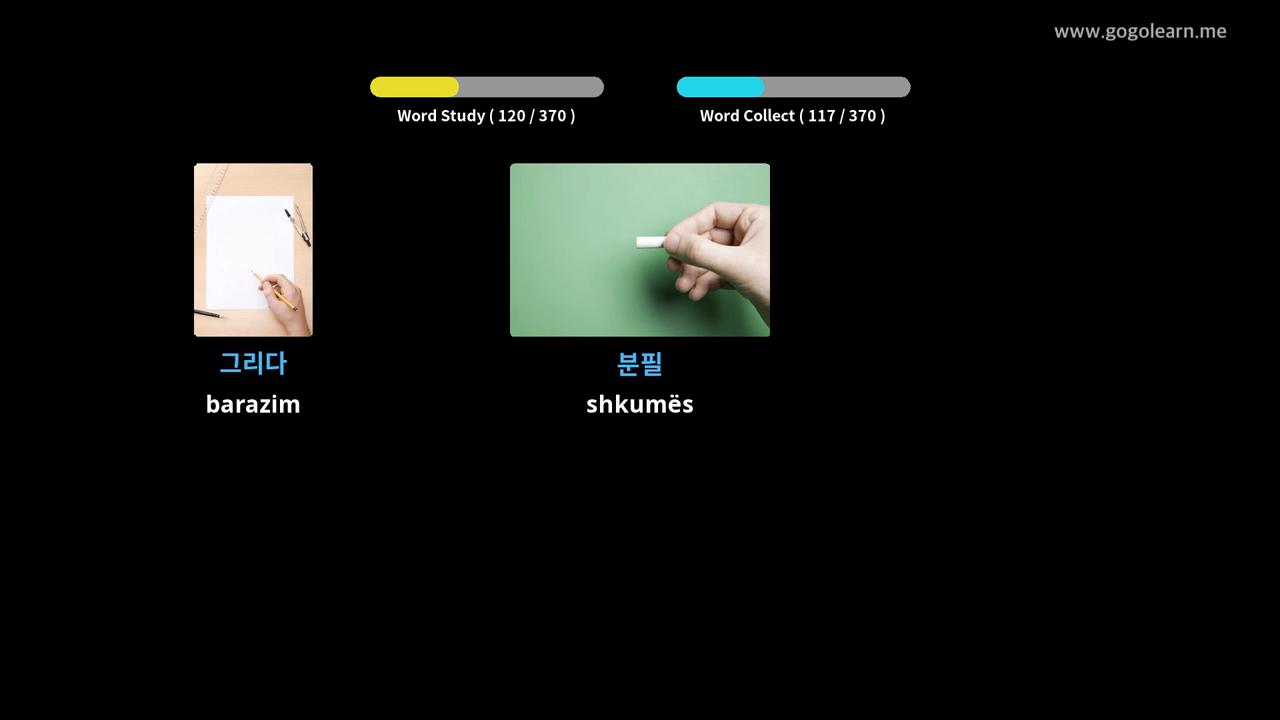 www.gogolearn.me
Word Study ( 120 / 370 )
Word Collect ( 117 / 370 )
그리다
barazim
분필
shkumës